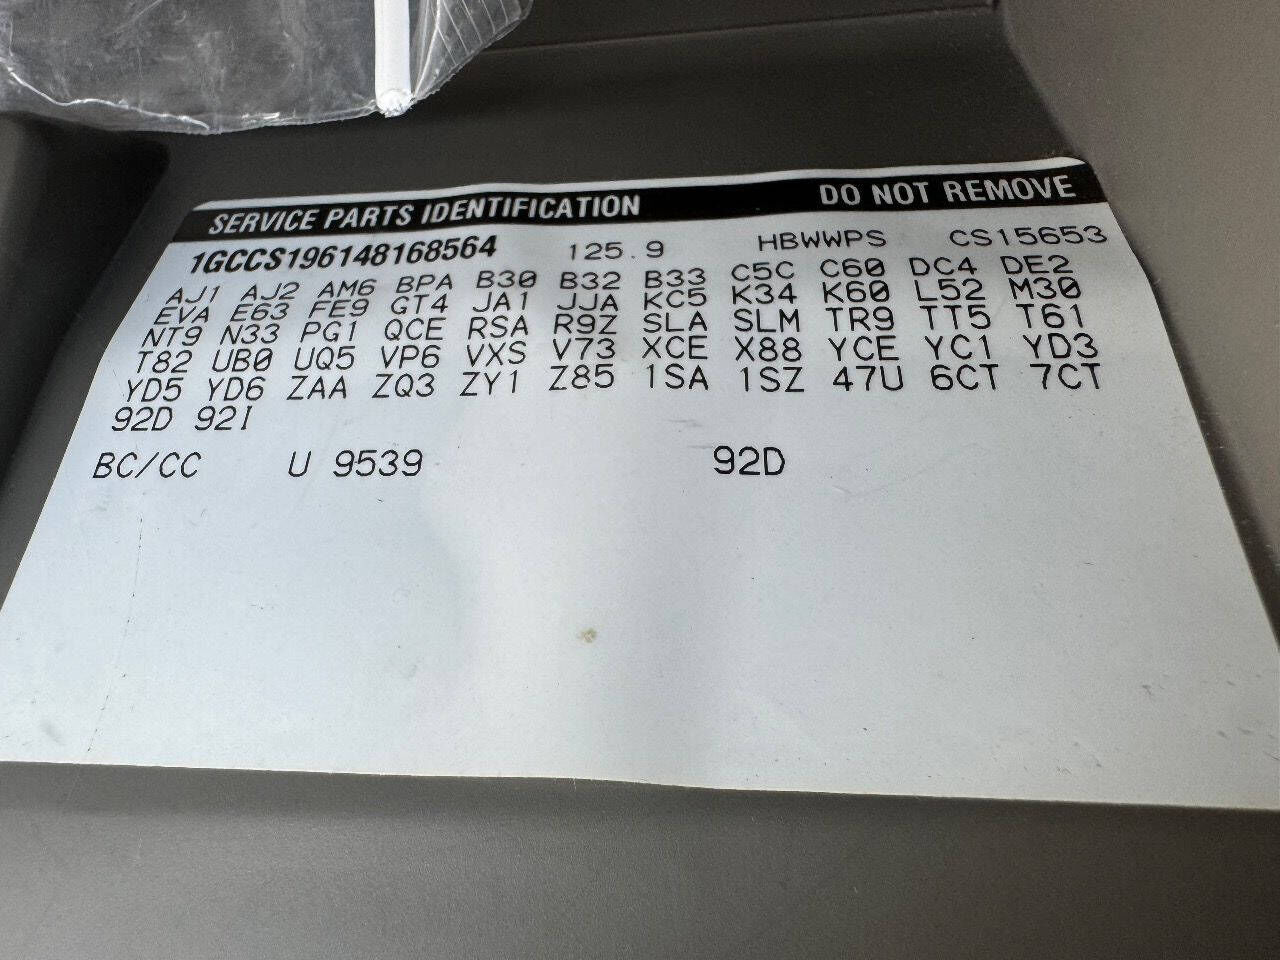 SERVICE PARTS IDENTIFICATION DO NOT REMOVE
1GCCS196148168564 125.9 HBWWPS CS15653
AJ1 AJ2 AM6 BPA B30 B32 B33 C5C C60 DC4 DE2
EVA E63 FE9 GT4 JA1 JJA KC5 K34 K60 L52 M30
NT9 N33 PG1 QCE RSA R9Z SLA SLM TR9 TT5 T61
T82 UB0 UQ5 VP6 VXS V73 XCE X88 YCE YC1 YD3
YD5 YD6 ZAA ZQ3 ZY1 Z85 1SA 1SZ 47U 6CT 7CT
92D 92I
BC/CC U 9539 92D